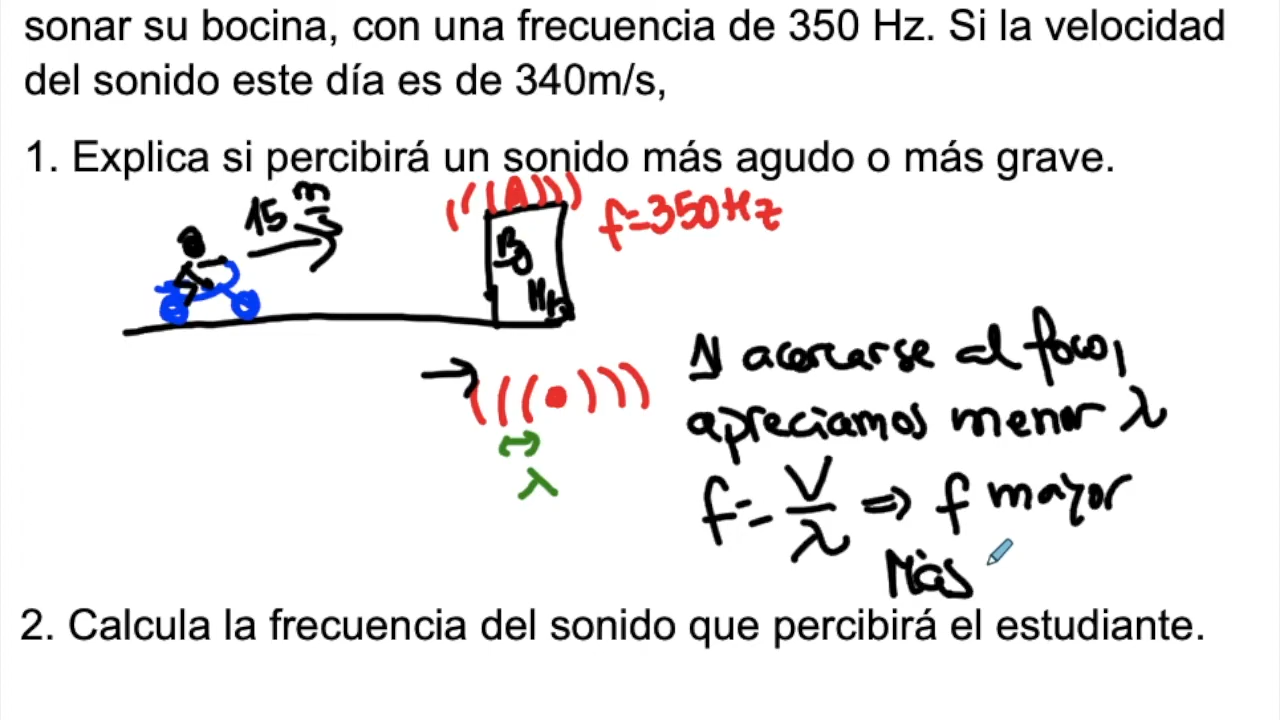 sonar su bocina, con una frecuencia de 350 Hz. Si la velocidad
del sonido este día es de 340m/s,
1. Explica si percibirá un sonido más agudo o más grave.
15 m/s
f=350Hz
Al acercarse al foco,
apreciamos menor λ
λ
f=V/λ ⇒ f mayor
Más
2. Calcula la frecuencia del sonido que percibirá el estudiante.